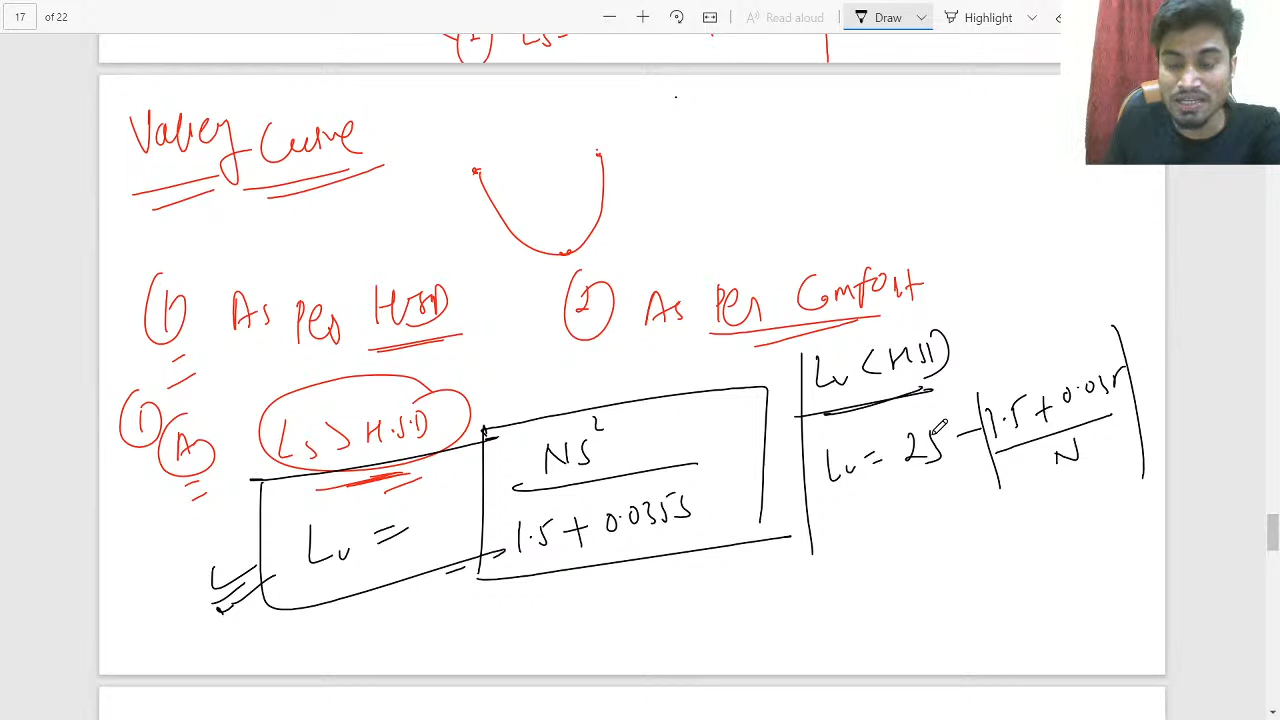 17 of 22
Read aloud
Draw
Highlight
Valley Curve
① As Per HSD
② As Per Comfort
① A
Ls > H.S.D
Lv = NS² / 1.5 + 0.035S
Lv < HSD
Lv = 2S - 1.5 + 0.035 / N